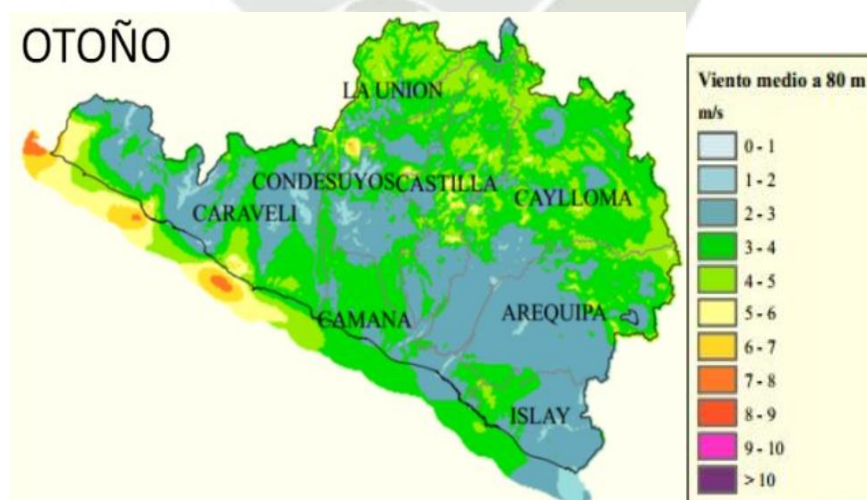 OTOÑO
LA UNION
CONDESUYOS CASTILLA
CARAVELI
CAYLLOMA
CAMANA
AREQUIPA
ISLAY
Viento medio a 80 m
m/s
0 - 1
1 - 2
2 - 3
3 - 4
4 - 5
5 - 6
6 - 7
7 - 8
8 - 9
9 - 10
> 10